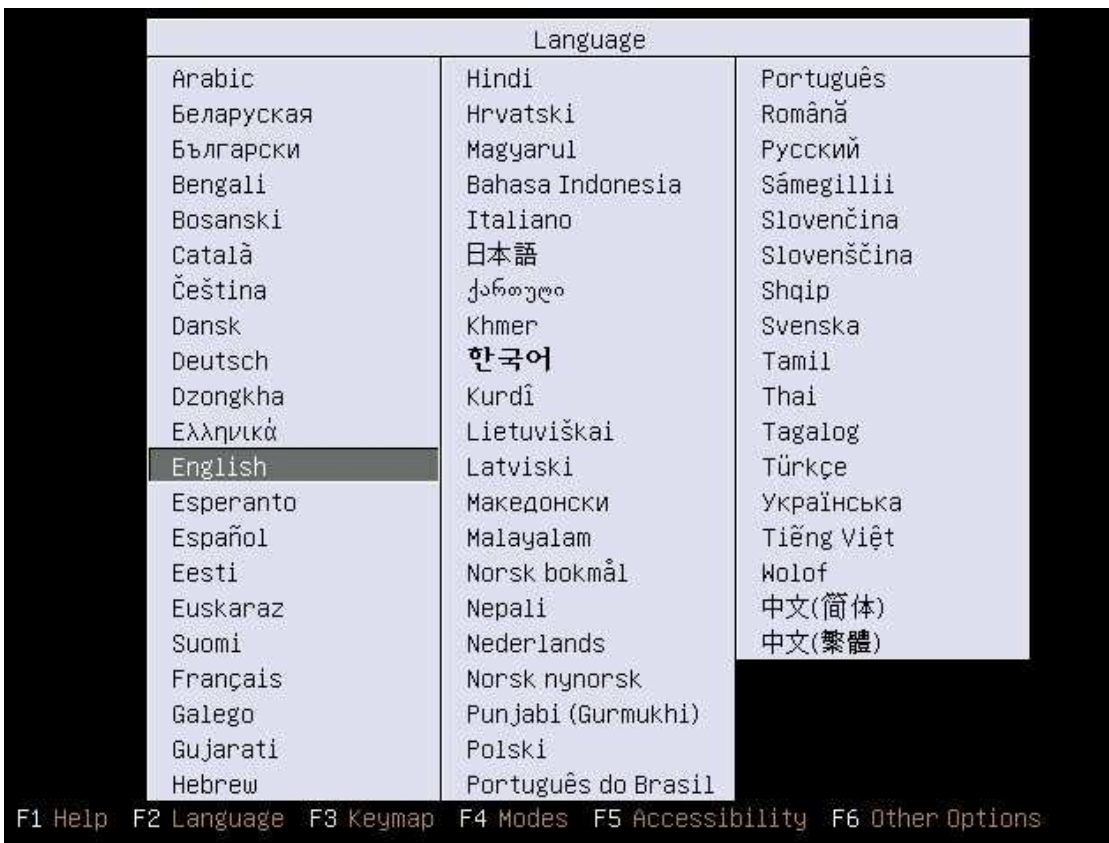 Language
Arabic
Беларуская
Български
Bengali
Bosanski
Català
Čeština
Dansk
Deutsch
Dzongkha
Ελληνικά
English
Esperanto
Español
Eesti
Euskaraz
Suomi
Français
Galego
Gujarati
Hebrew
Hindi
Hrvatski
Magyarul
Bahasa Indonesia
Italiano
日本語
ქართული
Khmer
한국어
Kurdî
Lietuviškai
Latviski
Македонски
Malayalam
Norsk bokmål
Nepali
Nederlands
Norsk nynorsk
Punjabi (Gurmukhi)
Polski
Português do Brasil
Português
Română
Русский
Sámegillii
Slovenčina
Slovenščina
Shqip
Svenska
Tamil
Thai
Tagalog
Türkçe
Українська
Tiếng Việt
Wolof
中文(简体)
中文(繁體)
F1 Help F2 Language F3 Keymap F4 Modes F5 Accessibility F6 Other Options